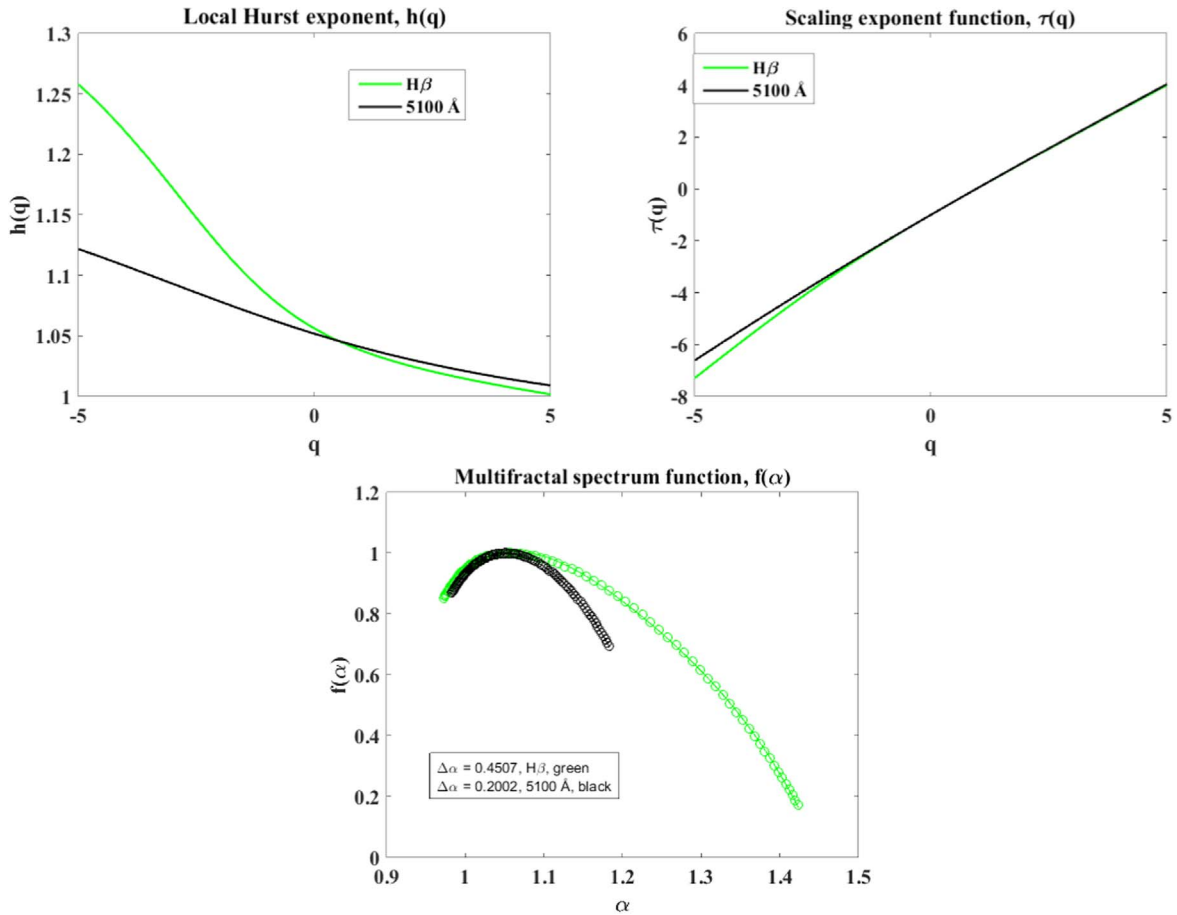 Local Hurst exponent, h(q)
1.3
1.25
1.2
1.15
1.1
1.05
1
h(q)
-5
0
5
q
Hβ
5100 Å
Scaling exponent function, τ(q)
6
4
2
0
-2
-4
-6
-8
τ(q)
-5
0
5
q
Hβ
5100 Å
Multifractal spectrum function, f(α)
1.2
1
0.8
0.6
0.4
0.2
0
f(α)
Δα = 0.4507, Hβ, green
Δα = 0.2002, 5100 Å, black
0.9
1
1.1
1.2
1.3
1.4
1.5
α